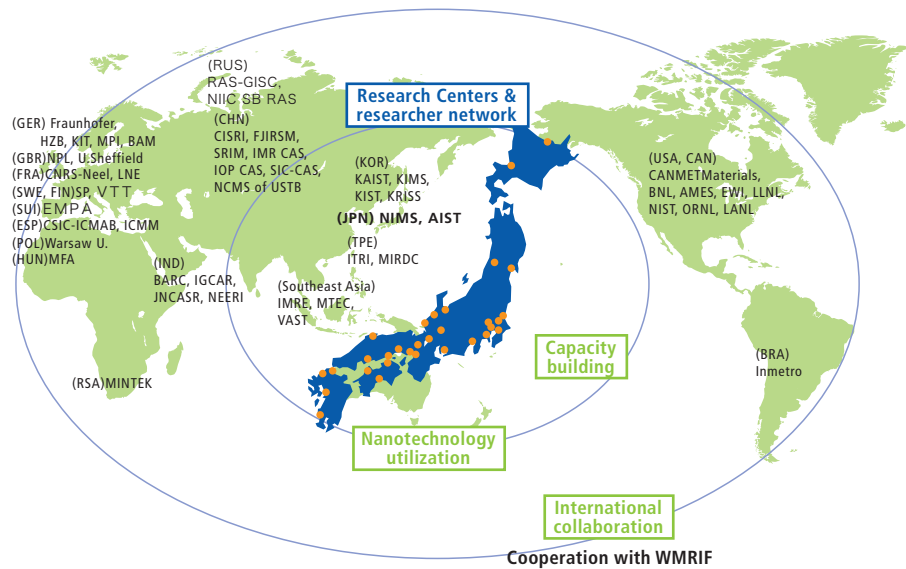 (RUS)
RAS-GISC,
NIIC SB RAS
Research Centers &
researcher network
(GER) Fraunhofer,
HZB, KIT, MPI, BAM
(GBR)NPL, U.Sheffield
(FRA)CNRS-Neel, LNE
(SWE, FIN)SP, VTT
(SUI)EMPA
(ESP)CSIC-ICMAB, ICMM
(POL)Warsaw U.
(HUN)MFA
(CHN)
CISRI, FJIRSM,
SRIM, IMR CAS,
IOP CAS, SIC-CAS,
NCMS of USTB
(KOR)
KAIST, KIMS,
KIST, KRISS
(JPN) NIMS, AIST
(TPE)
ITRI, MIRDC
(USA, CAN)
CANMETMaterials,
BNL, AMES, EWI, LLNL,
NIST, ORNL, LANL
(IND)
BARC, IGCAR,
JNCASR, NEERI
(Southeast Asia)
IMRE, MTEC,
VAST
Capacity
building
(BRA)
Inmetro
(RSA)MINTEK
Nanotechnology
utilization
International
collaboration
Cooperation with WMRIF